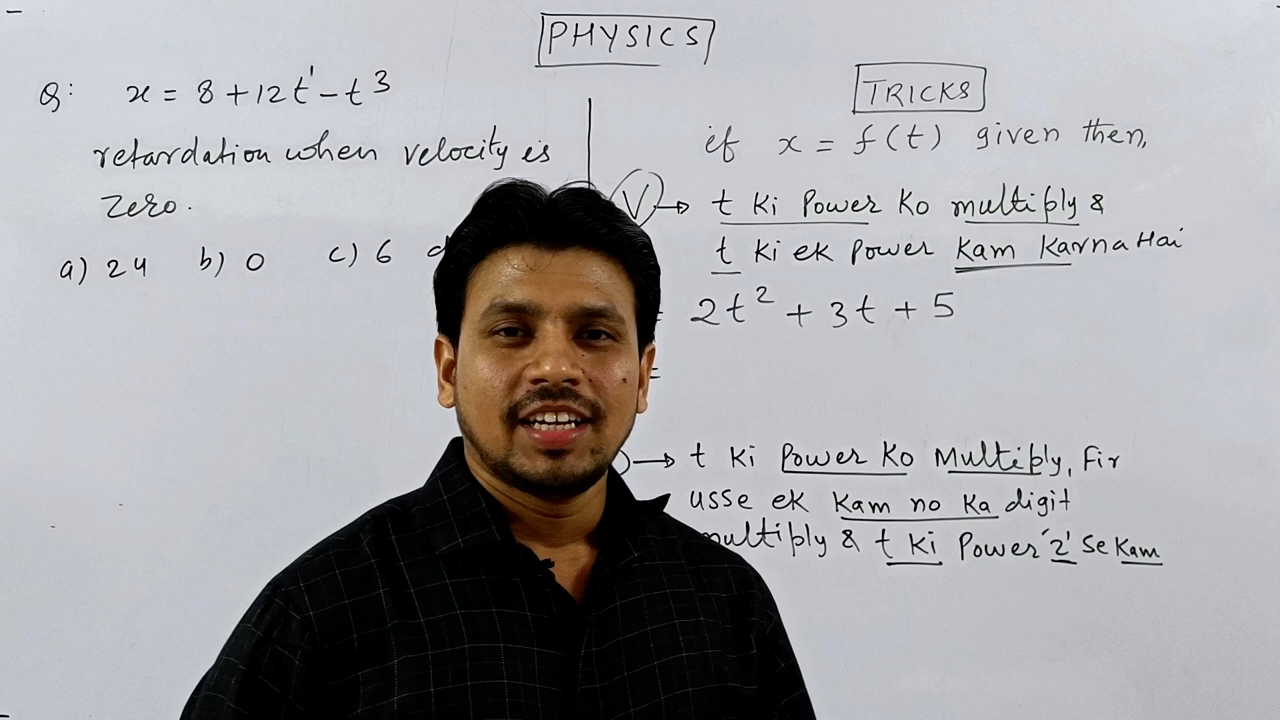 PHYSICS
Q: x = 8 + 12t' - t³
retardation when velocity is
zero.
a) 24 b) 0 c) 6 d
TRICKS
if x = f(t) given then,
V → t Ki Power Ko multiply &
t Ki ek power Kam Karna Hai
= 2t² + 3t + 5
=
→ t Ki Power Ko Multiply, Fir
usse ek Kam no Ka digit
multiply & t Ki Power '2' Se Kam